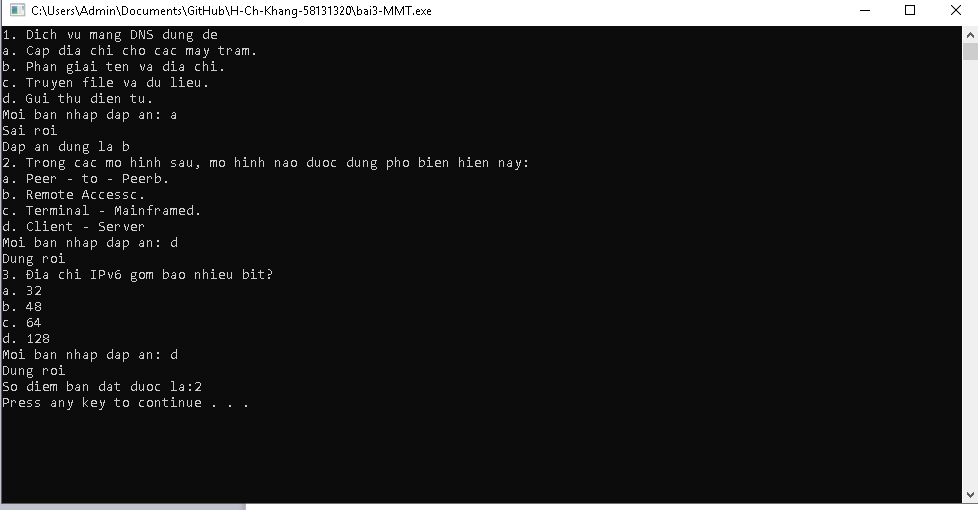 C:\Users\Admin\Documents\GitHub\H-Ch-Khang-58131320\bai3-MMT.exe
1. Dich vu mang DNS dung de
a. Cap dia chi cho cac may tram.
b. Phan giai ten va dia chi.
c. Truyen file va du lieu.
d. Gui thu dien tu.
Moi ban nhap dap an: a
Sai roi
Dap an dung la b
2. Trong cac mo hinh sau, mo hinh nao duoc dung pho bien hien nay:
a. Peer - to - Peerb.
b. Remote Accessc.
c. Terminal - Mainframed.
d. Client - Server
Moi ban nhap dap an: d
Dung roi
3. Đia chi IPv6 gom bao nhieu bit?
a. 32
b. 48
c. 64
d. 128
Moi ban nhap dap an: d
Dung roi
So diem ban dat duoc la:2
Press any key to continue . . .